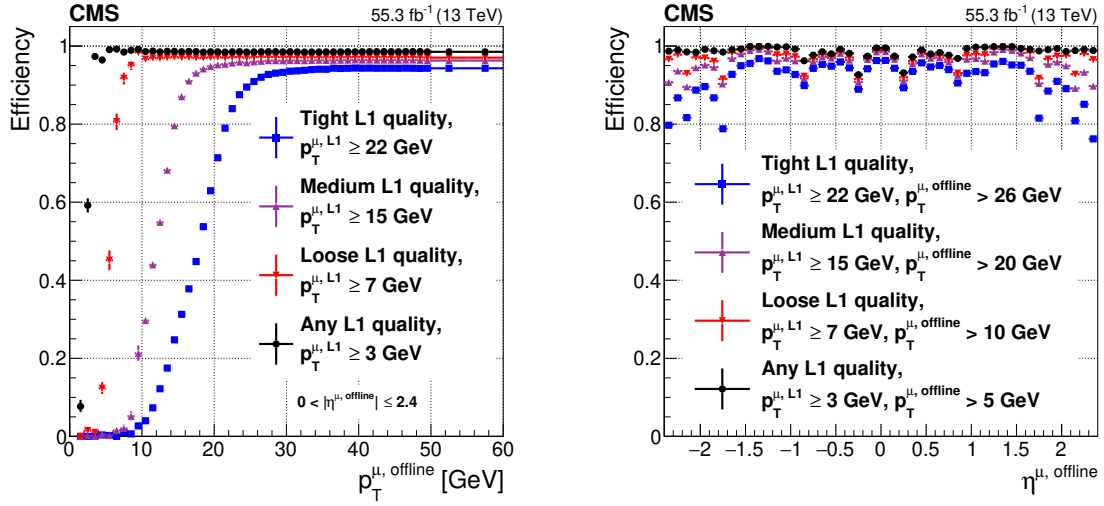 CMS
55.3 fb⁻¹ (13 TeV)
Efficiency
1
0.8
0.6
0.4
0.2
0
Tight L1 quality,
p_T^{μ, L1} ≥ 22 GeV
Medium L1 quality,
p_T^{μ, L1} ≥ 15 GeV
Loose L1 quality,
p_T^{μ, L1} ≥ 7 GeV
Any L1 quality,
p_T^{μ, L1} ≥ 3 GeV
0 < |η^{μ, offline}| ≤ 2.4
0 10 20 30 40 50 60
p_T^{μ, offline} [GeV]
CMS
55.3 fb⁻¹ (13 TeV)
Efficiency
1
0.8
0.6
0.4
0.2
0
Tight L1 quality,
p_T^{μ, L1} ≥ 22 GeV, p_T^{μ, offline} > 26 GeV
Medium L1 quality,
p_T^{μ, L1} ≥ 15 GeV, p_T^{μ, offline} > 20 GeV
Loose L1 quality,
p_T^{μ, L1} ≥ 7 GeV, p_T^{μ, offline} > 10 GeV
Any L1 quality,
p_T^{μ, L1} ≥ 3 GeV, p_T^{μ, offline} > 5 GeV
−2 −1.5 −1 −0.5 0 0.5 1 1.5 2
η^{μ, offline}